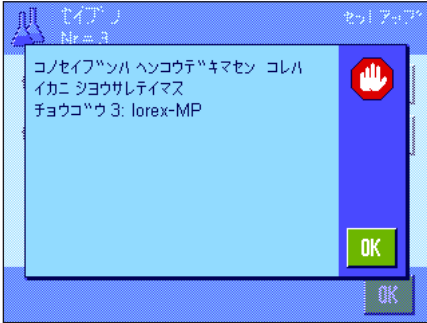 セイブン
Nr = 3
セットアップ
コノセイブンハ ヘンコウデキマセン コレハ
イカニ ショウサレテイマス
チョウゴウ 3: lorex-MP
OK
OK